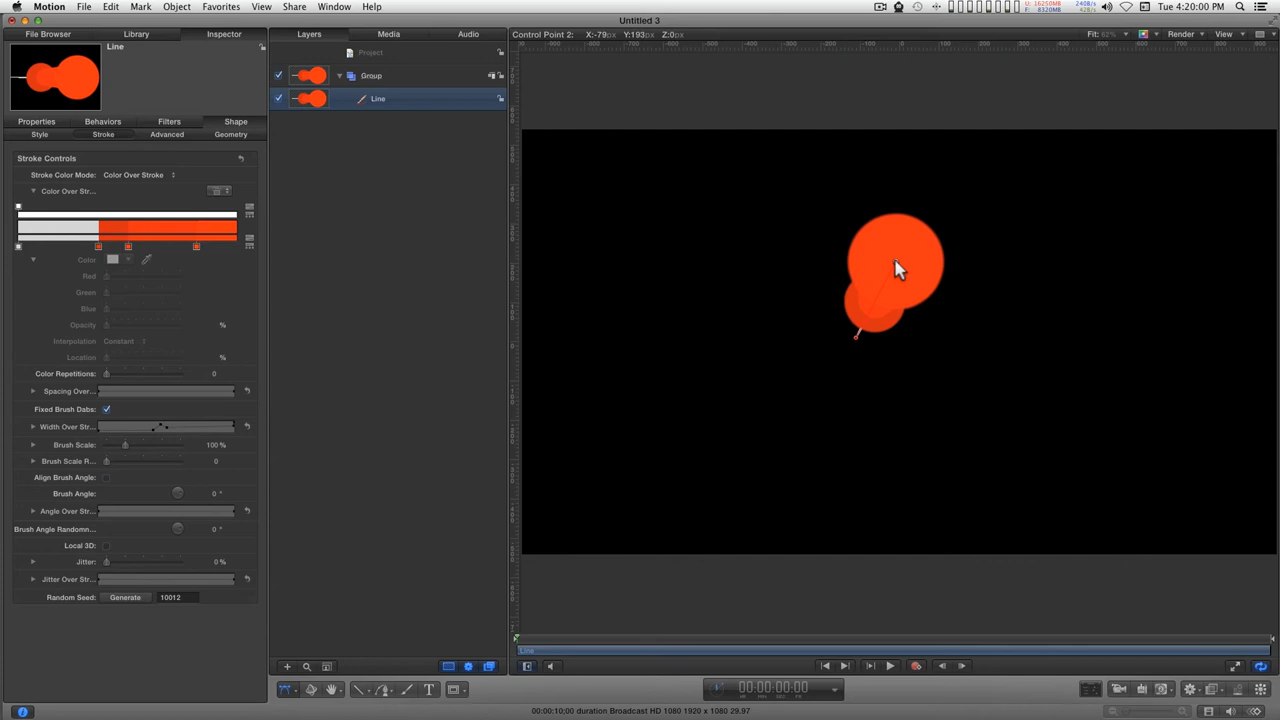 Motion File Edit Mark Object Favorites View Share Window Help Tue 4:20:00 PM
Untitled 3
File Browser Library Inspector Layers Media Audio Control Point 2: X:-79px Y:193px Z:0px Fit: 62% Render View
Line
Project
Group
Line
Properties Behaviors Filters Shape
Style Stroke Advanced Geometry
Stroke Controls
Stroke Color Mode: Color Over Stroke
Color Over Str...
Color
Red
Green
Blue
Opacity %
Interpolation Constant
Location %
Color Repetitions: 0
Spacing Over...
Fixed Brush Dabs:
Width Over Str...
Brush Scale: 100 %
Brush Scale R... 0
Align Brush Angle:
Brush Angle: 0 °
Angle Over Str...
Brush Angle Randomn... 0 °
Local 3D:
Jitter: 0 %
Jitter Over Str...
Random Seed: Generate 10012
Line
00:00:00:00
00:00:10;00 duration Broadcast HD 1080 1920 x 1080 29.97